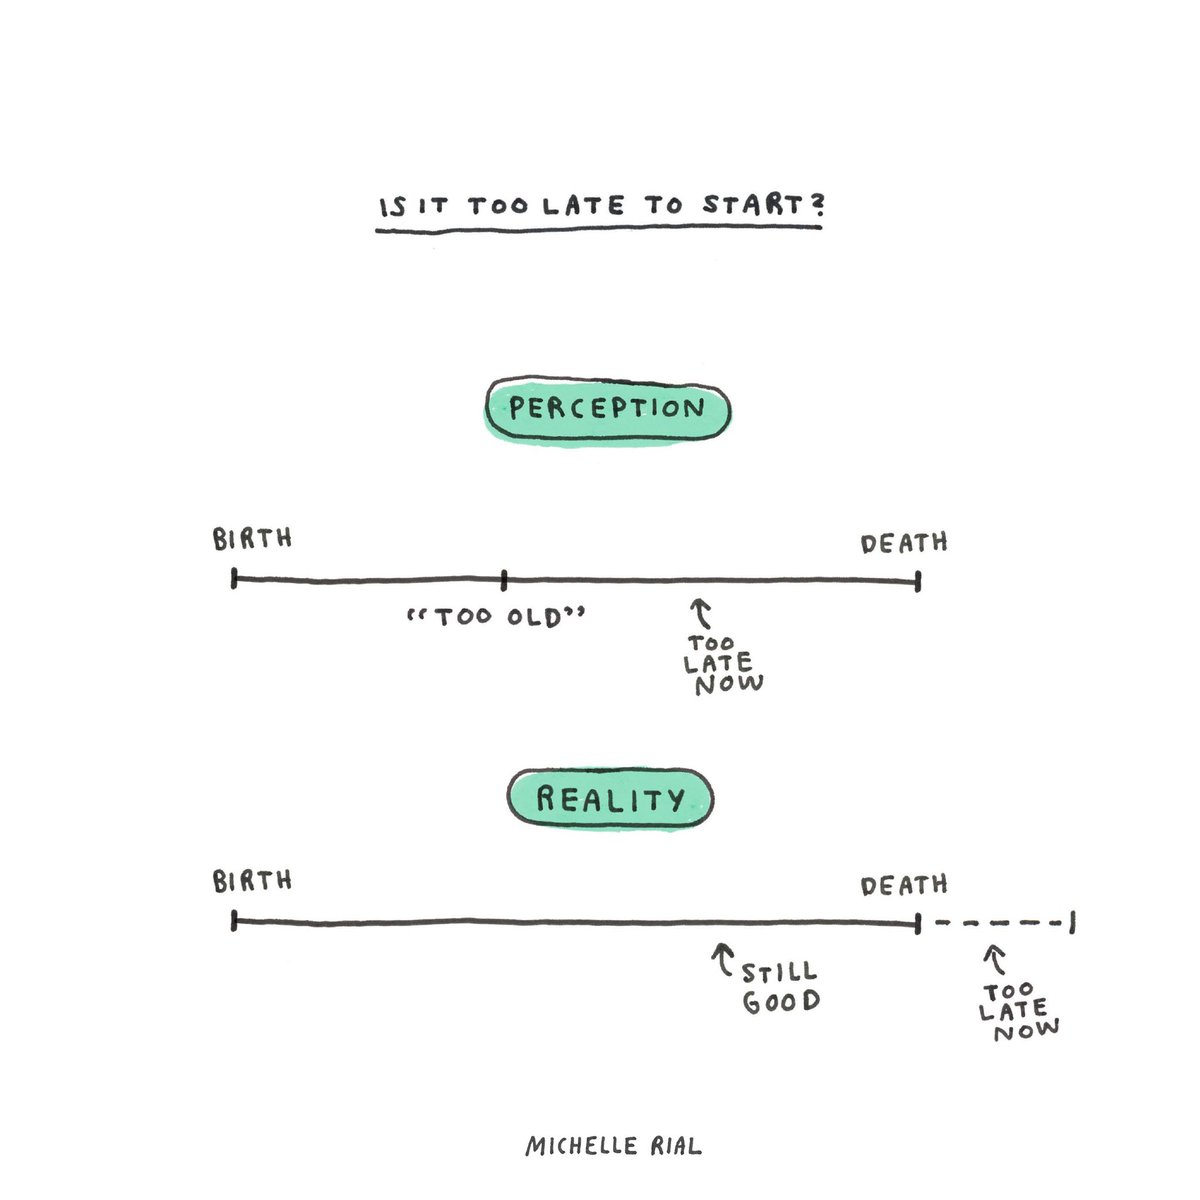 IS IT TOO LATE TO START?
PERCEPTION
BIRTH
DEATH
“TOO OLD”
TOO
LATE
NOW
REALITY
BIRTH
DEATH
STILL
GOOD
TOO
LATE
NOW
MICHELLE RIAL